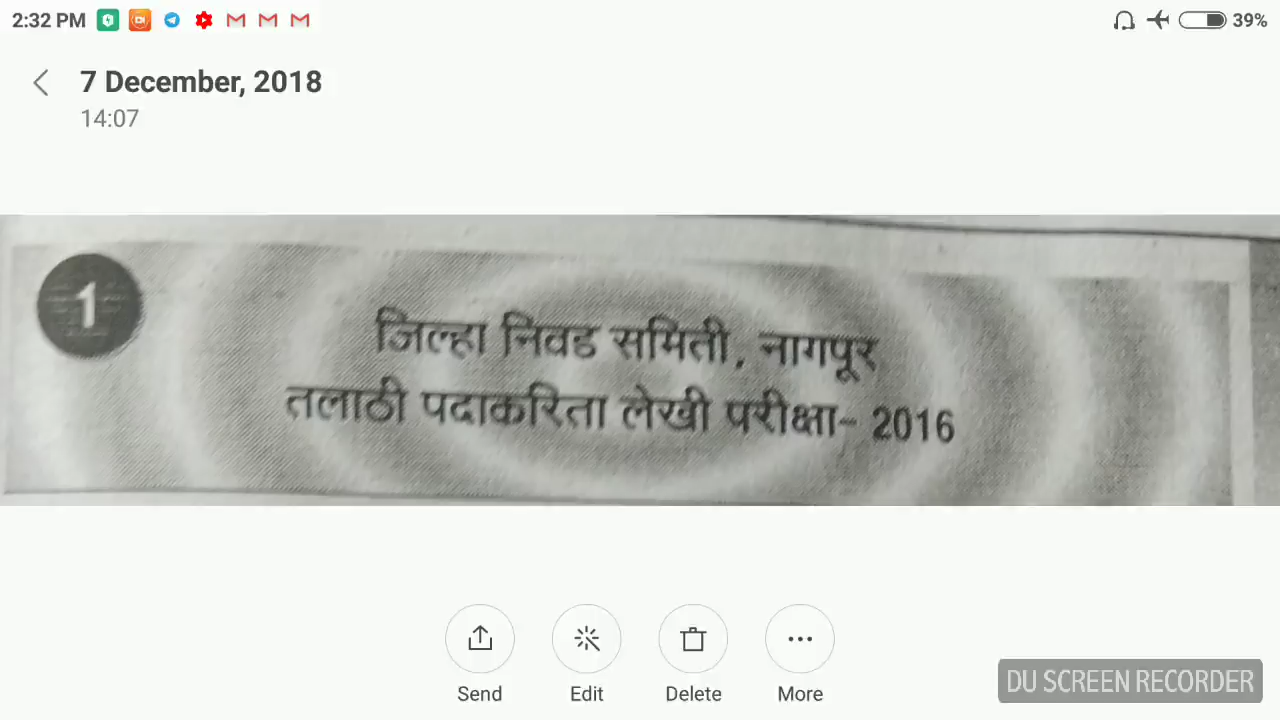 2:32 PM
39%
7 December, 2018
14:07
1
जिल्हा निवड समिती, नागपूर
तलाठी पदाकरिता लेखी परीक्षा- 2016
Send Edit Delete More
DU SCREEN RECORDER